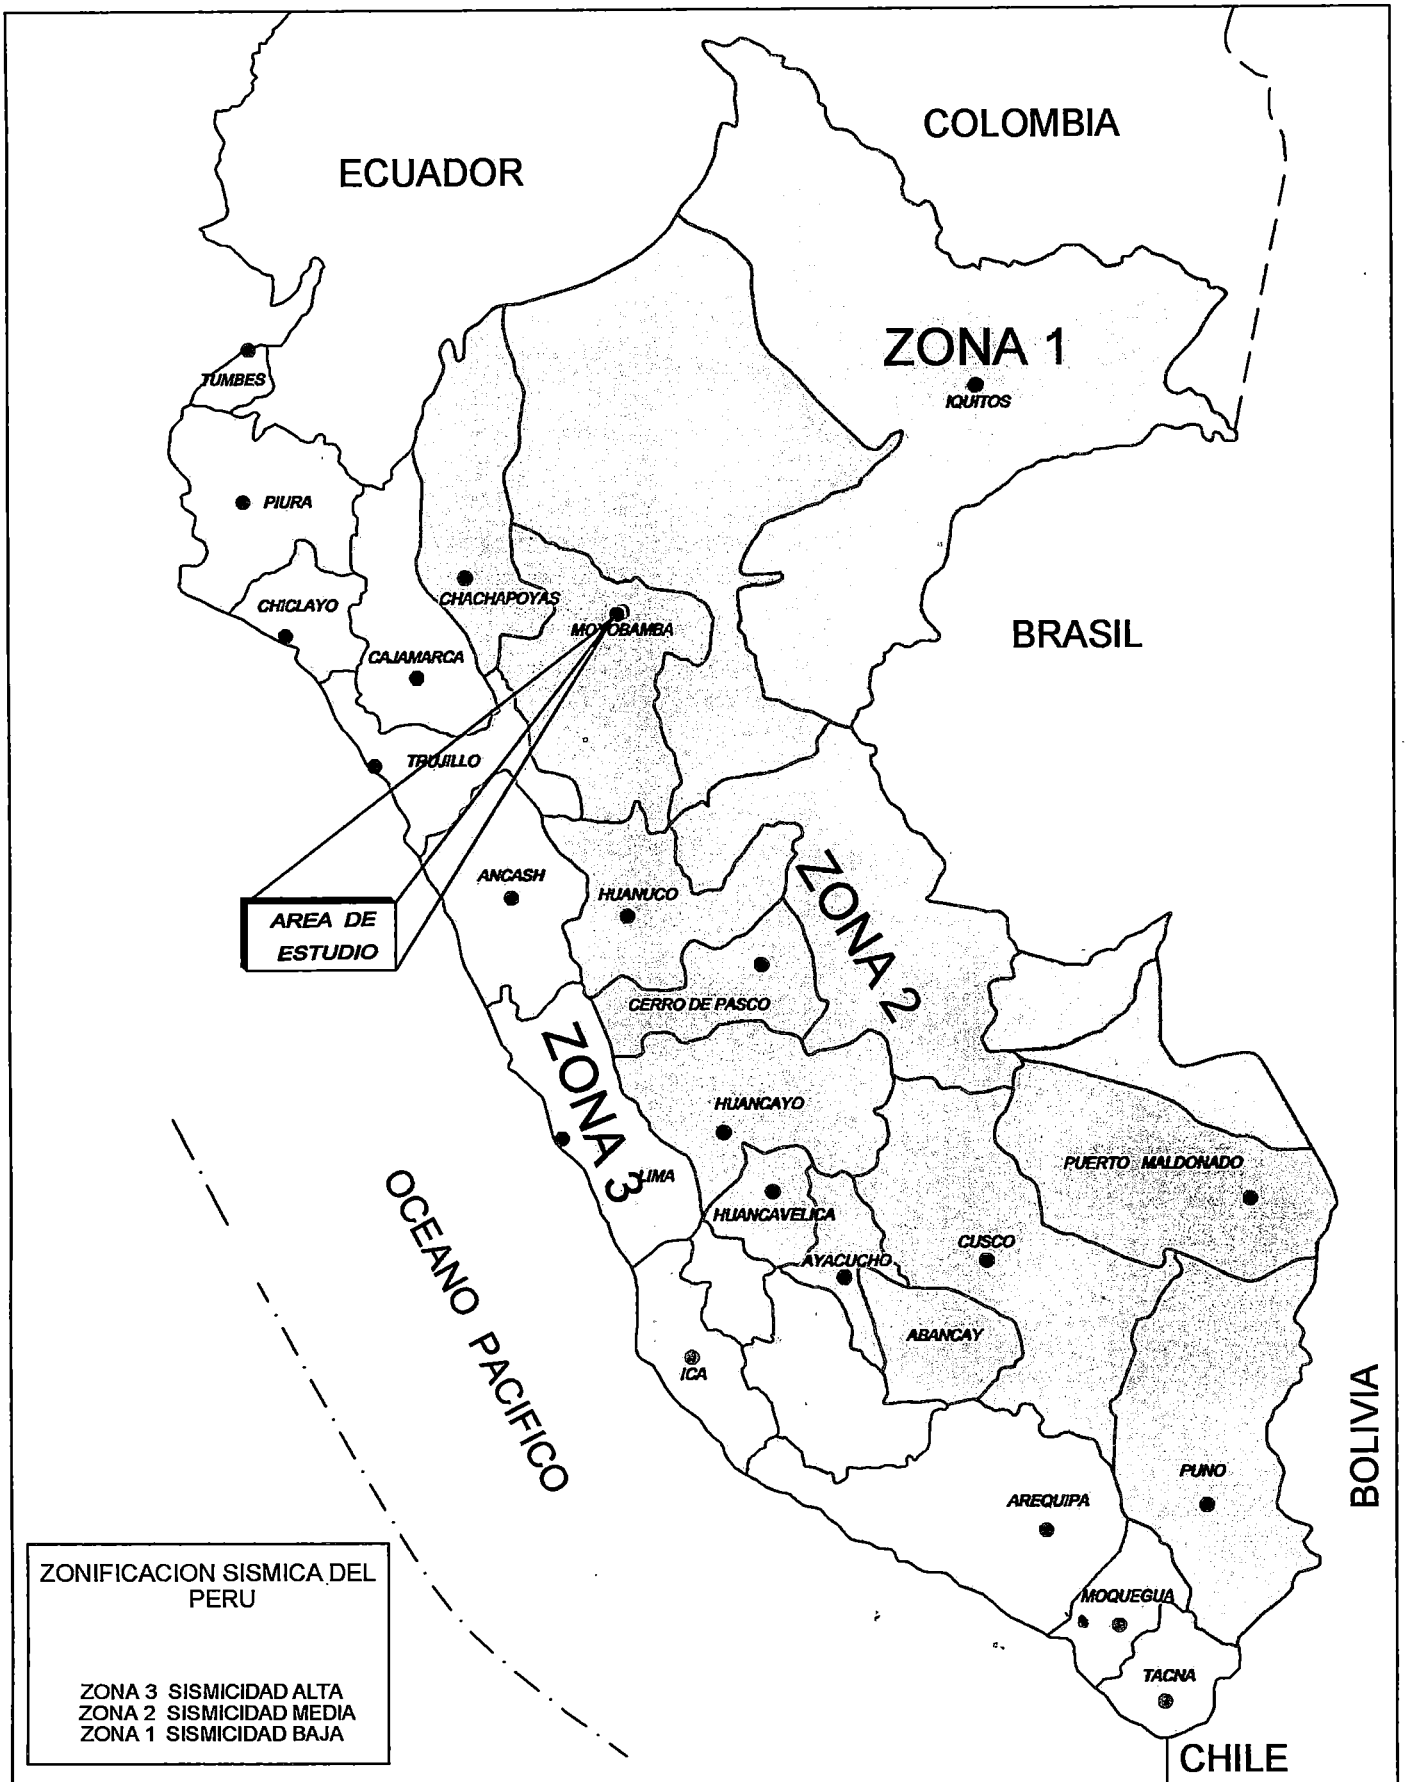 COLOMBIA
ECUADOR
ZONA 1
IQUITOS
TUMBES
PIURA
CHACHAPOYAS
CHICLAYO
MOYOBAMBA
BRASIL
CAJAMARCA
TRUJILLO
ANCASH
HUANUCO
ZONA 2
AREA DE
ESTUDIO
CERRO DE PASCO
ZONA 3
HUANCAYO
LIMA
PUERTO MALDONADO
HUANCAVELICA
CUSCO
AYACUCHO
OCEANO PACIFICO
ABANCAY
ICA
BOLIVIA
PUNO
AREQUIPA
MOQUEGUA
TACNA
CHILE
ZONIFICACION SISMICA DEL
PERU
ZONA 3 SISMICIDAD ALTA
ZONA 2 SISMICIDAD MEDIA
ZONA 1 SISMICIDAD BAJA